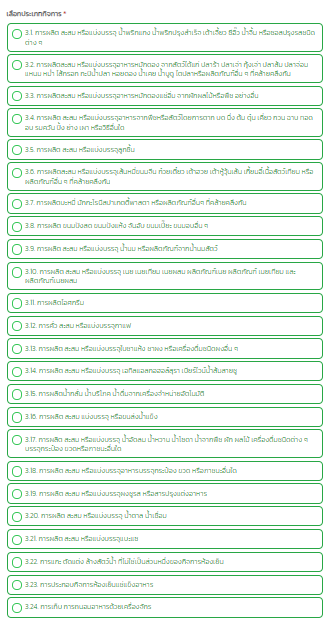 เลือกประเภทกิจการ *
3.1. การผลิต สะสม หรือแบ่งบรรจุ น้ำพริกแกง น้ำพริกปรุงสำเร็จ เต้าเจี้ยว ซีอิ๊ว น้ำจิ้ม หรือซอสปรุงรสชนิด
ต่าง ๆ
3.2. การผลิต สะสม หรือแบ่งบรรจุอาหารหมักดอง จากสัตว์ได้แก่ ปลาร้า ปลาเจ่า กุ้งเจ่า ปลาส้ม ปลาจ่อม
แหนม หม่ำ ไส้กรอก กะปิน้ำปลา หอยดอง น้ำเคย น้ำบูดู ไตปลาหรือผลิตภัณฑ์อื่น ๆ ที่คล้ายคลึงกัน
3.3. การผลิต สะสม หรือแบ่งบรรจุอาหารหมักดองแช่อิ่ม จากผักผลไม้หรือพืช อย่างอื่น
3.4. การผลิต สะสม หรือแบ่งบรรจุอาหารจากพืชหรือสัตว์โดยการตาก บด นึ่ง ต้ม ตุ๋น เคี่ยว กวน ฉาบ ทอด
อบ รมควัน ปิ้ง ย่าง เผา หรือวิธีอื่นใด
3.5. การผลิต สะสม หรือแบ่งบรรจุลูกชิ้น
3.6. การผลิต สะสม หรือแบ่งบรรจุเส้นหมี่ขนมจีน ก๋วยเตี๋ยว เต้าฮวย เต้าหู้วุ้นเส้น เกี้ยมอี๋เนื้อสัตว์เทียม หรือ
ผลิตภัณฑ์อื่น ๆ ที่คล้ายคลึงกัน
3.7. การผลิตบะหมี่ มักกะโรนีสปาเกตตี้พาสตา หรือผลิตภัณฑ์อื่นๆ ที่คล้ายคลึงกัน
3.8. การผลิต ขนมปังสด ขนมปังแห้ง จันอับ ขนมเปี๊ยะ ขนมอบอื่น ๆ
3.9. การผลิต สะสม หรือแบ่งบรรจุ น้ำนม หรือผลิตภัณฑ์จากน้ำนมสัตว์
3.10. การผลิต สะสม หรือแบ่งบรรจุ เนย เนยเทียม เนยผสม ผลิตภัณฑ์เนย ผลิตภัณฑ์ เนยเทียม และ
ผลิตภัณฑ์เนยผสม
3.11. การผลิตไอศกรีม
3.12. การคั่ว สะสม หรือแบ่งบรรจุกาแฟ
3.13. การผลิต สะสม หรือแบ่งบรรจุใบชาแห้ง ชาผง หรือเครื่องดื่มชนิดผงอื่น ๆ
3.14. การผลิต สะสม หรือแบ่งบรรจุ เอทิลแอลกอฮอล์สุรา เบียร์ไวน์น้ำส้มสายชู
3.15. การผลิตน้ำกลั่น น้ำบริโภค น้ำดื่มจากเครื่องจำหน่ายอัตโนมัติ
3.16. การผลิต สะสม แบ่งบรรจุ หรือขนส่งน้ำแข็ง
3.17. การผลิต สะสม หรือแบ่งบรรจุ น้ำอัดลม น้ำหวาน น้ำโซดา น้ำจากพืช ผัก ผลไม้ เครื่องดื่มชนิดต่าง ๆ
บรรจุกระป๋อง ขวดหรือภาชนะอื่นใด
3.18. การผลิต สะสม หรือแบ่งบรรจุอาหารบรรจุกระป๋อง ขวด หรือภาชนะอื่นใด
3.19. การผลิต สะสม หรือแบ่งบรรจุผงชูรส หรือสารปรุงแต่งอาหาร
3.20. การผลิต สะสม หรือแบ่งบรรจุ น้ำตาล น้ำเชื่อม
3.21. การผลิต สะสม หรือแบ่งบรรจุแบะแซ
3.22. การแกะ ตัดแต่ง ล้างสัตว์น้ำ ที่ไม่ใช่เป็นส่วนหนึ่งของกิจการห้องเย็น
3.23. การประกอบกิจการห้องเย็นแช่แข็งอาหาร
3.24. การเก็บ การถนอมอาหารด้วยเครื่องจักร